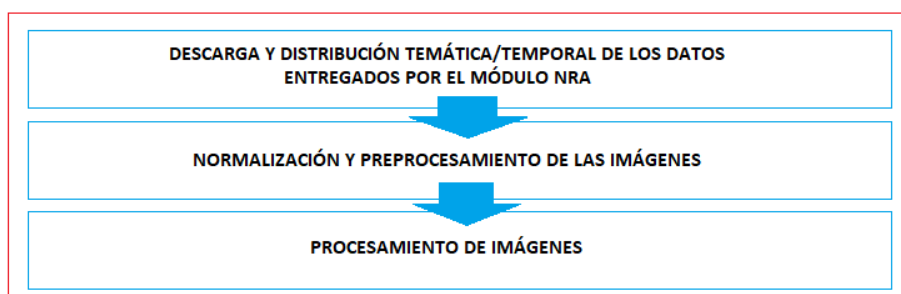 DESCARGA Y DISTRIBUCIÓN TEMÁTICA/TEMPORAL DE LOS DATOS
ENTREGADOS POR EL MÓDULO NRA
NORMALIZACIÓN Y PREPROCESAMIENTO DE LAS IMÁGENES
PROCESAMIENTO DE IMÁGENES